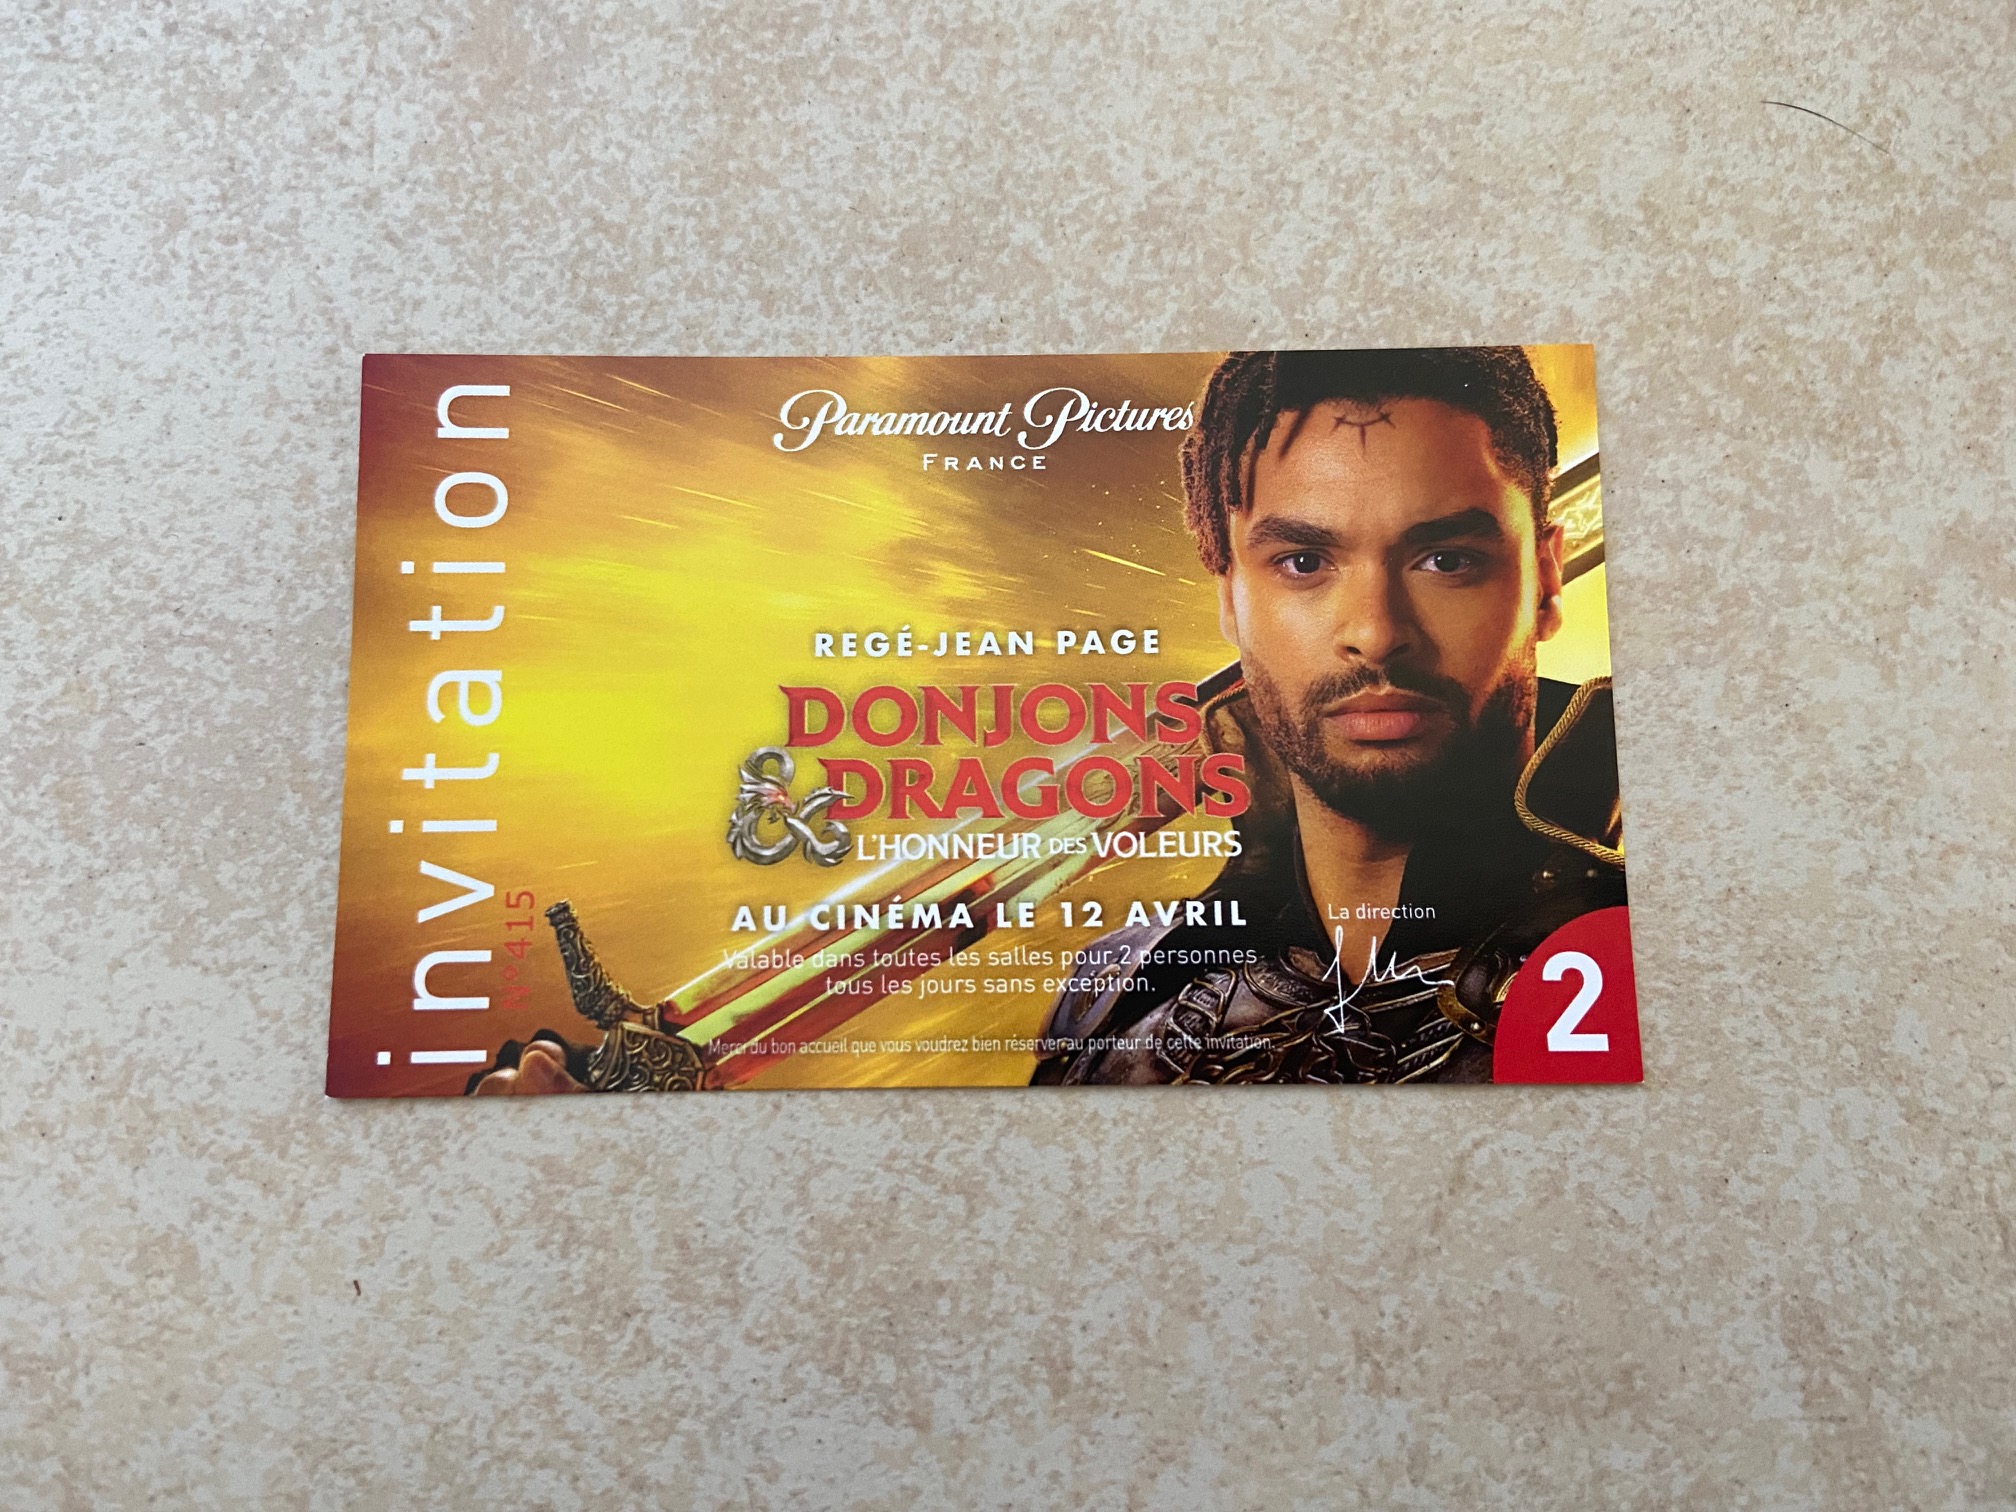 invitation
N°415
Paramount Pictures
FRANCE
REGÉ-JEAN PAGE
DONJONS
& DRAGONS
L'HONNEUR DES VOLEURS
AU CINÉMA LE 12 AVRIL
Valable dans toutes les salles pour 2 personnes
tous les jours sans exception.
Merci du bon accueil que vous voudrez bien réserver au porteur de cette invitation.
La direction
2